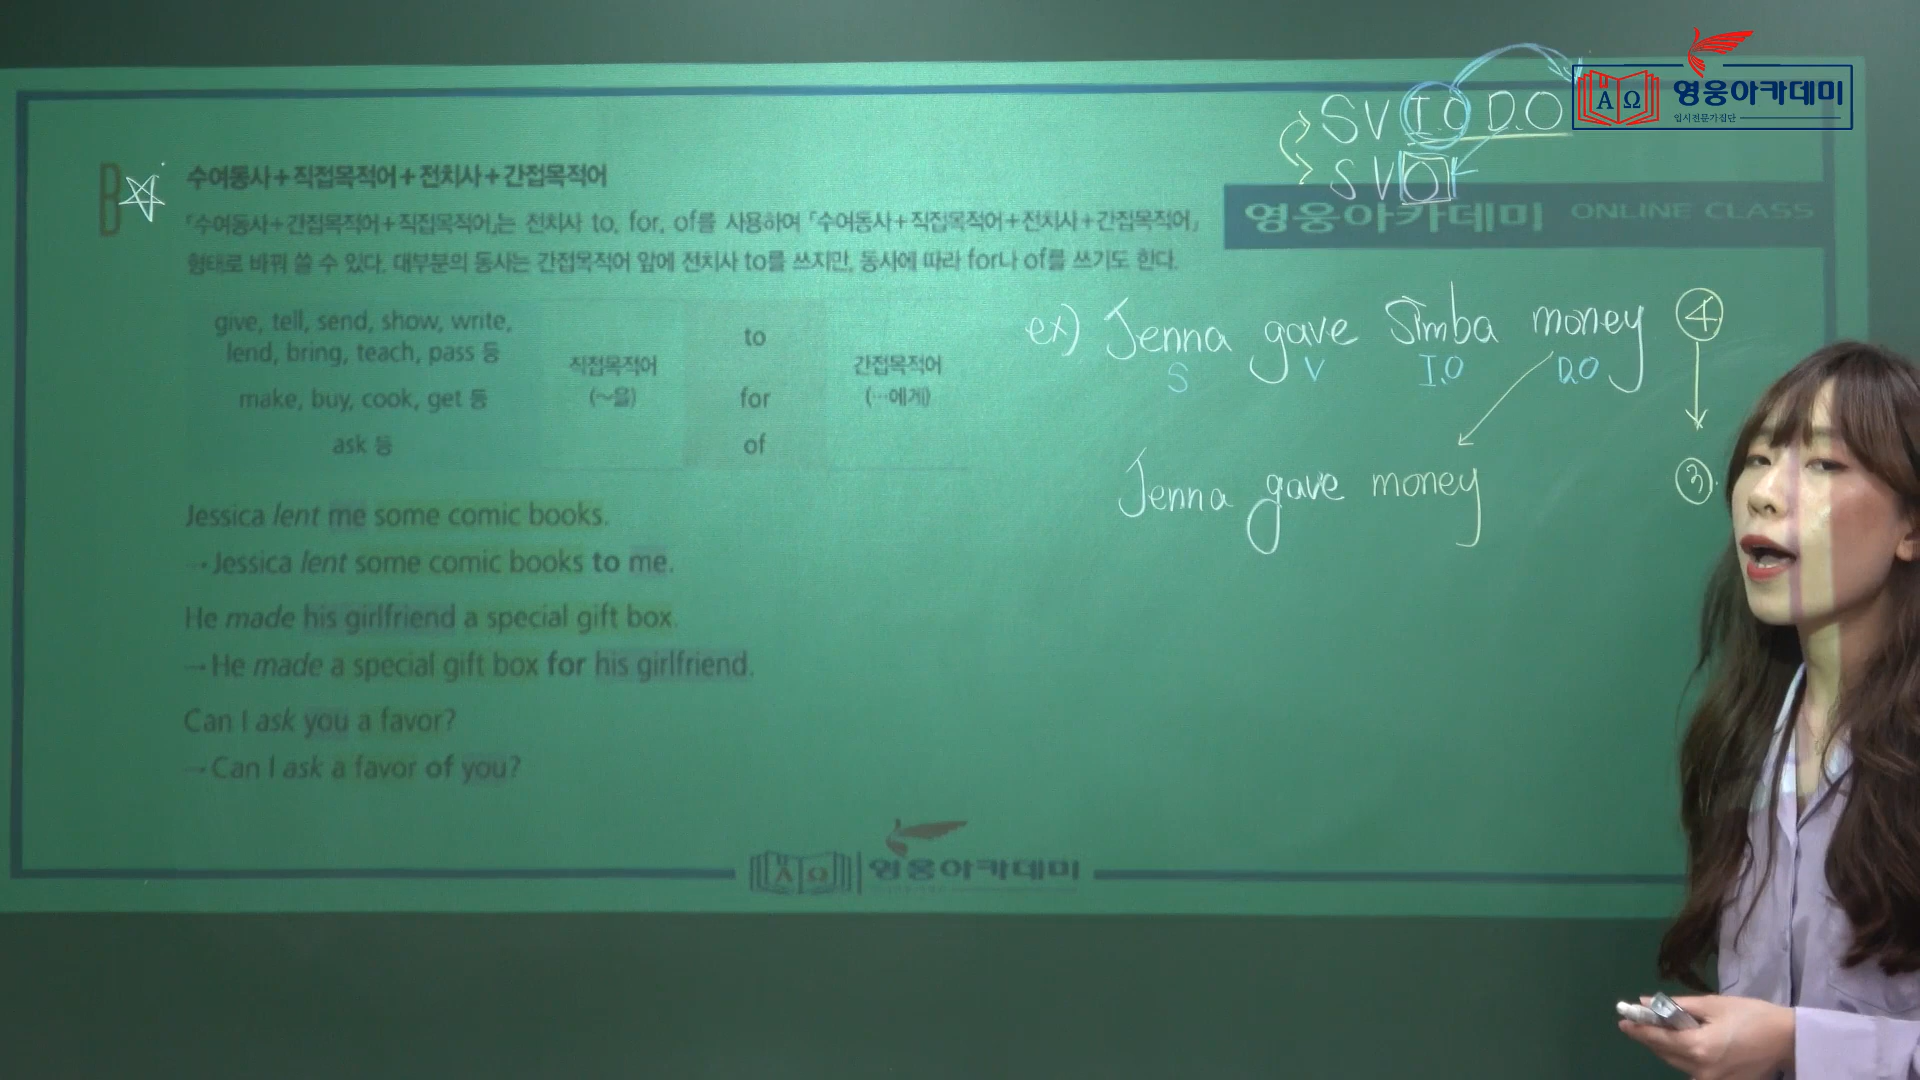 S V I.O D.O
S V O
영웅아카데미
입시전문가집단
B 수여동사+직접목적어+전치사+간접목적어
「수여동사+간접목적어+직접목적어」는 전치사 to, for, of를 사용하여 「수여동사+직접목적어+전치사+간접목적어」
형태로 바꿔 쓸 수 있다. 대부분의 동사는 간접목적어 앞에 전치사 to를 쓰지만, 동사에 따라 for나 of를 쓰기도 한다.
영웅아카데미 ONLINE CLASS
give, tell, send, show, write,
lend, bring, teach, pass 등
make, buy, cook, get 등
ask 등
직접목적어
(~을)
to
for
of
간접목적어
(…에게)
Jessica lent me some comic books.
→ Jessica lent some comic books to me.
He made his girlfriend a special gift box.
→ He made a special gift box for his girlfriend.
Can I ask you a favor?
→ Can I ask a favor of you?
ex) Jenna gave Simba money ④
S V I.O D.O
Jenna gave money ③
영웅아카데미